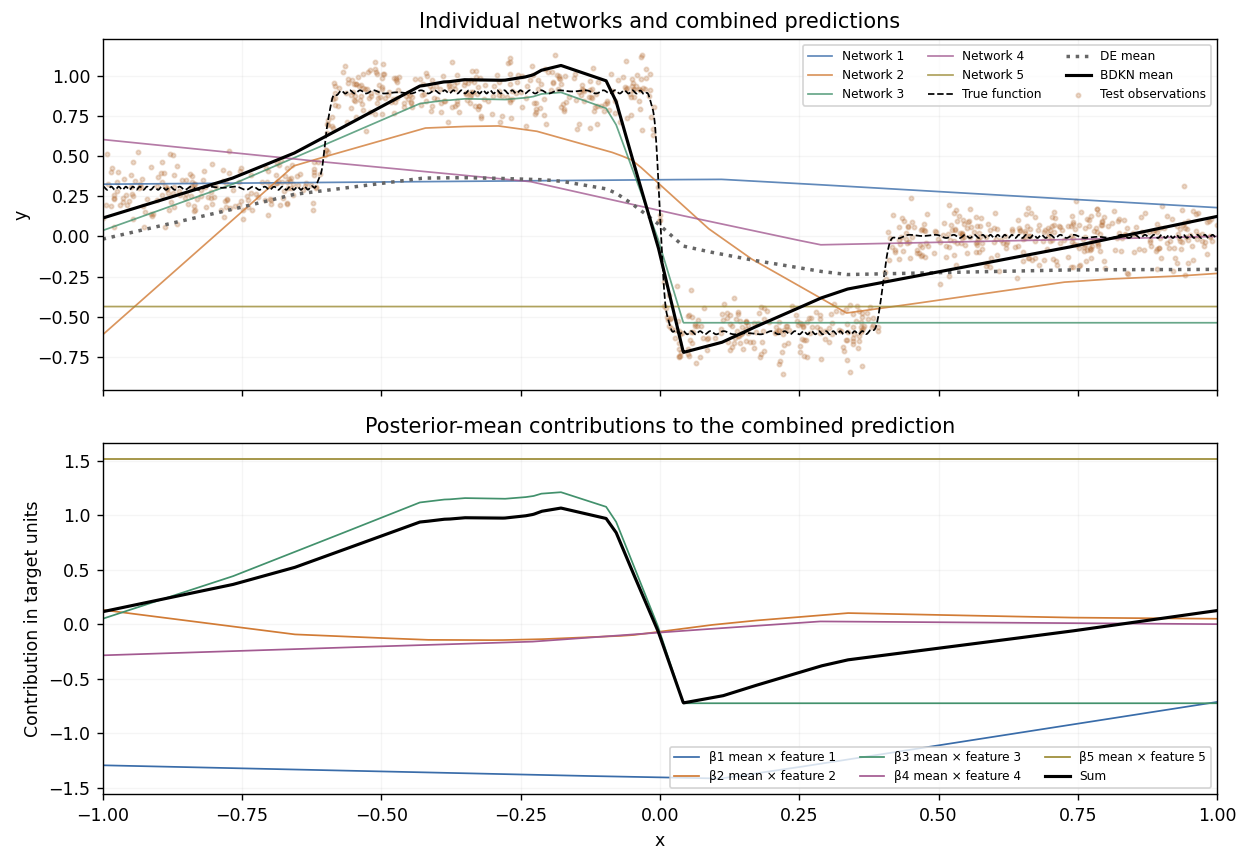 Individual networks and combined predictions
Network 1
Network 2
Network 3
Network 4
Network 5
True function
DE mean
BDKN mean
Test observations
1.00
0.75
0.50
0.25
0.00
−0.25
−0.50
−0.75
y
Posterior-mean contributions to the combined prediction
1.5
1.0
0.5
0.0
−0.5
−1.0
−1.5
Contribution in target units
β1 mean × feature 1
β2 mean × feature 2
β3 mean × feature 3
β4 mean × feature 4
β5 mean × feature 5
Sum
−1.00 −0.75 −0.50 −0.25 0.00 0.25 0.50 0.75 1.00
x